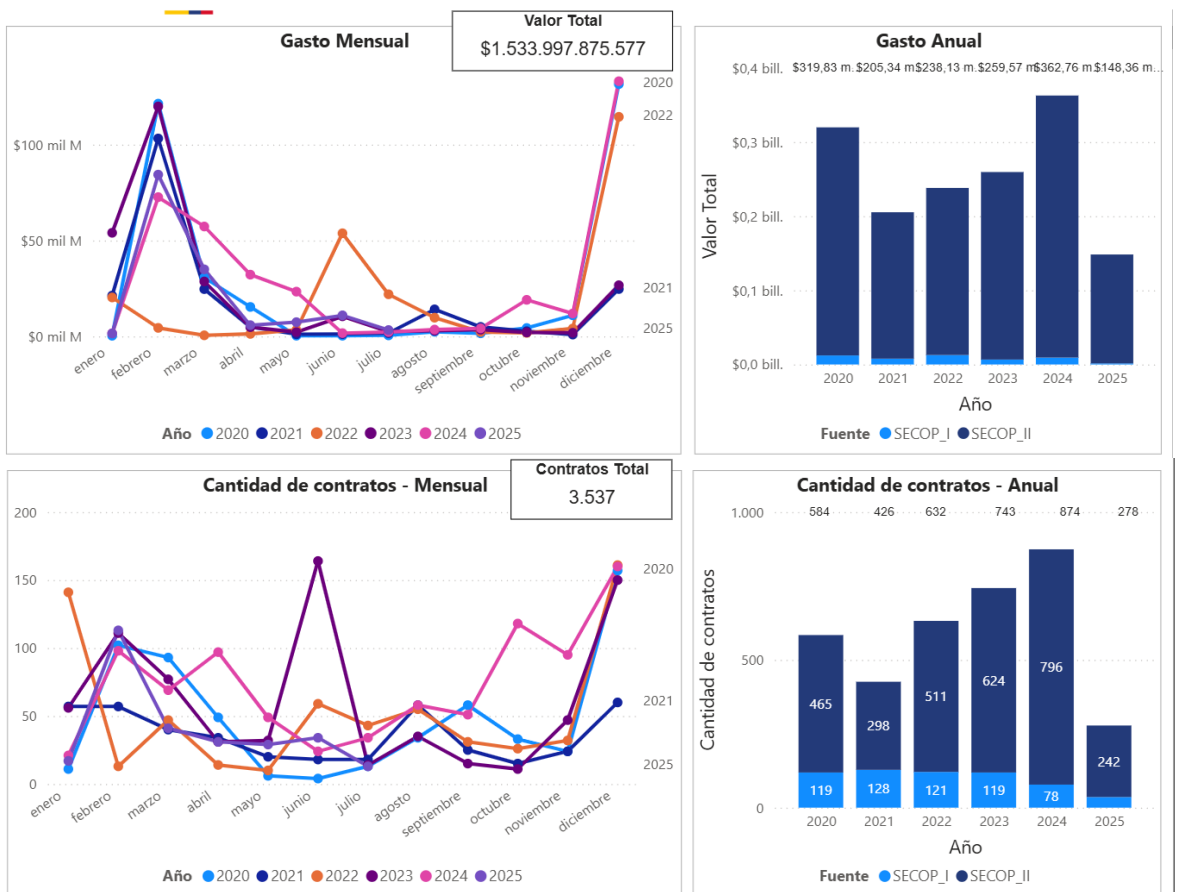 Gasto Mensual
Valor Total
$1.533.997.875.577
$100 mil M
$50 mil M
$0 mil M
2020
2022
2021
2025
enero
febrero
marzo
abril
mayo
junio
julio
agosto
septiembre
octubre
noviembre
diciembre
Año 2020 2021 2022 2023 2024 2025
Gasto Anual
$319,83 m... $205,34 m... $238,13 m... $259,57 m... $362,76 m... $148,36 m...
$0,4 bill.
$0,3 bill.
$0,2 bill.
$0,1 bill.
$0,0 bill.
Valor Total
2020 2021 2022 2023 2024 2025
Año
Fuente SECOP_I SECOP_II
Cantidad de contratos - Mensual
Contratos Total
3.537
200
150
100
50
0
2020
2021
2025
enero
febrero
marzo
abril
mayo
junio
julio
agosto
septiembre
octubre
noviembre
diciembre
Año 2020 2021 2022 2023 2024 2025
Cantidad de contratos - Anual
584 426 632 743 874 278
1.000
500
0
Cantidad de contratos
465 298 511 624 796 242
119 128 121 119 78
2020 2021 2022 2023 2024 2025
Año
Fuente SECOP_I SECOP_II